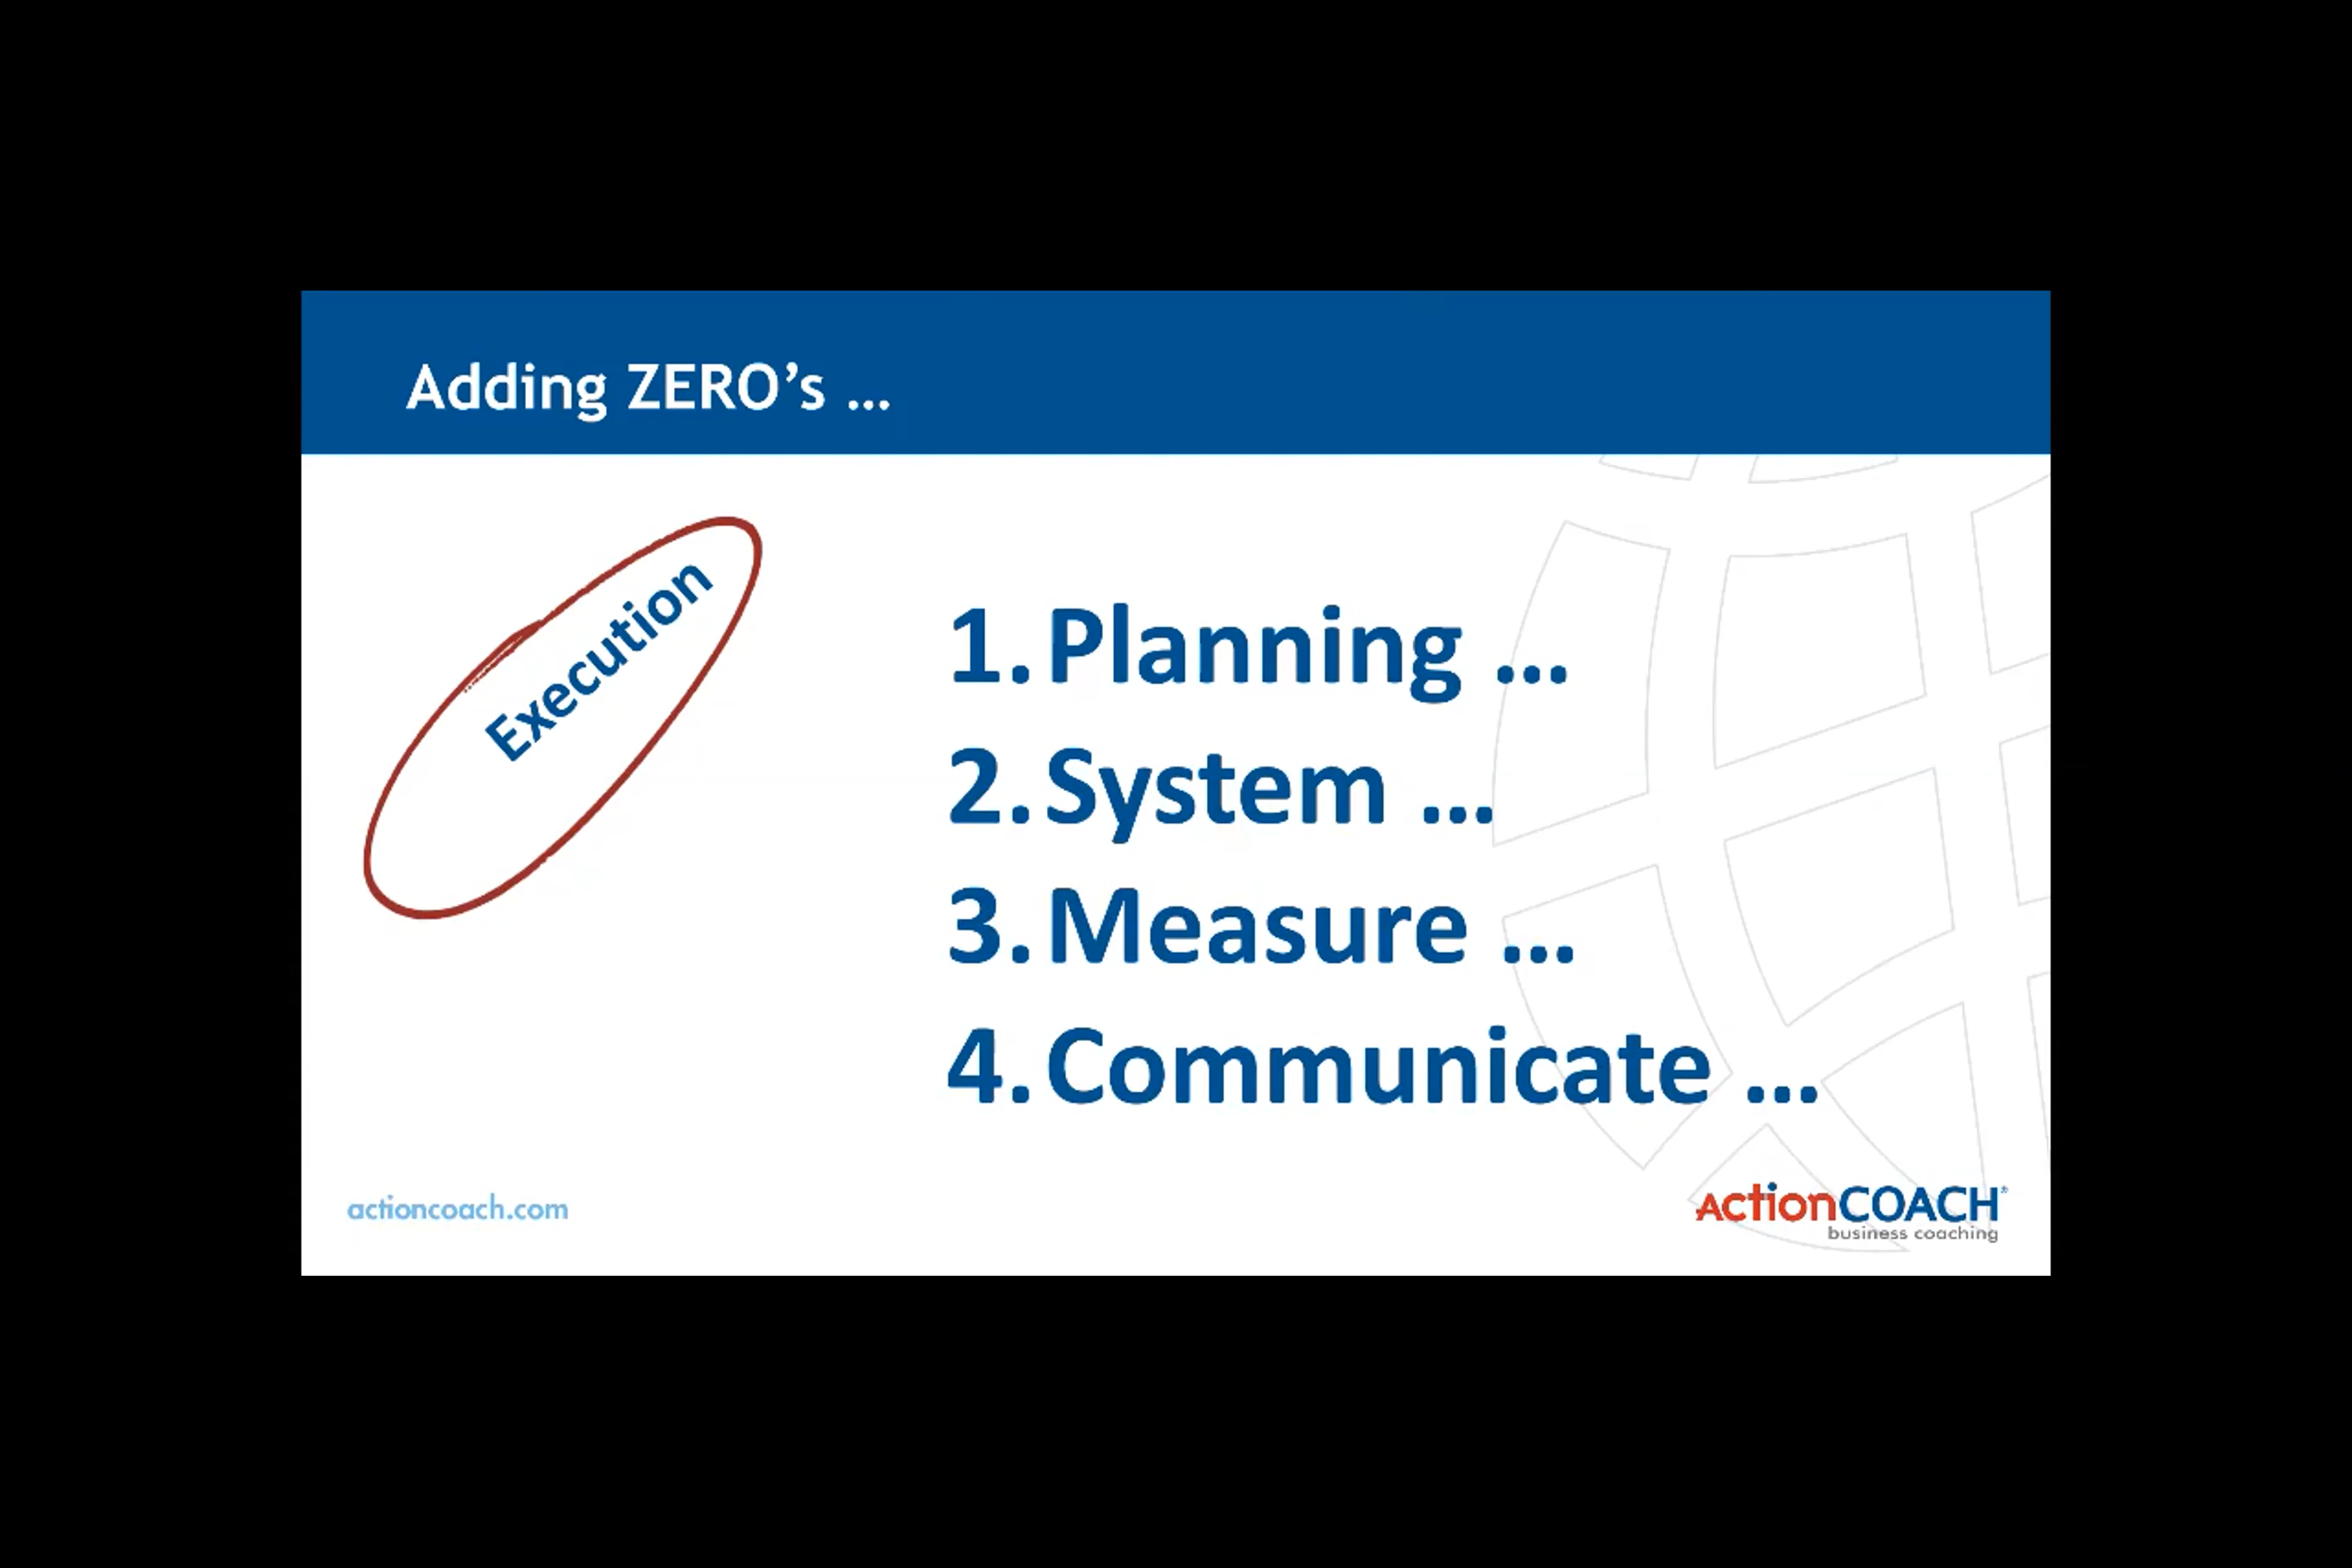 Adding ZERO’s ...
Execution
1. Planning ...
2. System ...
3. Measure ...
4. Communicate ...
actioncoach.com
ActionCOACH®
business coaching